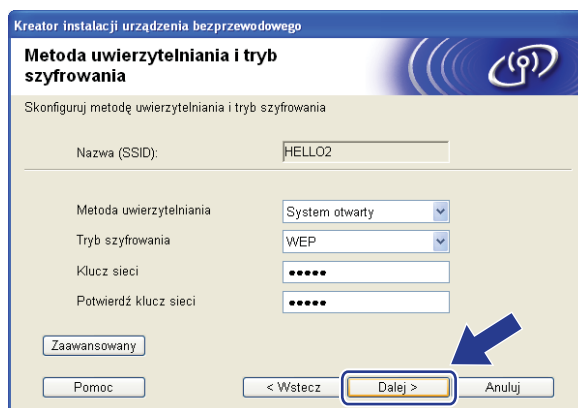 Kreator instalacji urządzenia bezprzewodowego
Metoda uwierzytelniania i tryb
szyfrowania
Skonfiguruj metodę uwierzytelniania i tryb szyfrowania
Nazwa (SSID): HELLO2
Metoda uwierzytelniania System otwarty
Tryb szyfrowania WEP
Klucz sieci •••••
Potwierdź klucz sieci •••••
Zaawansowany
Pomoc < Wstecz Dalej > Anuluj